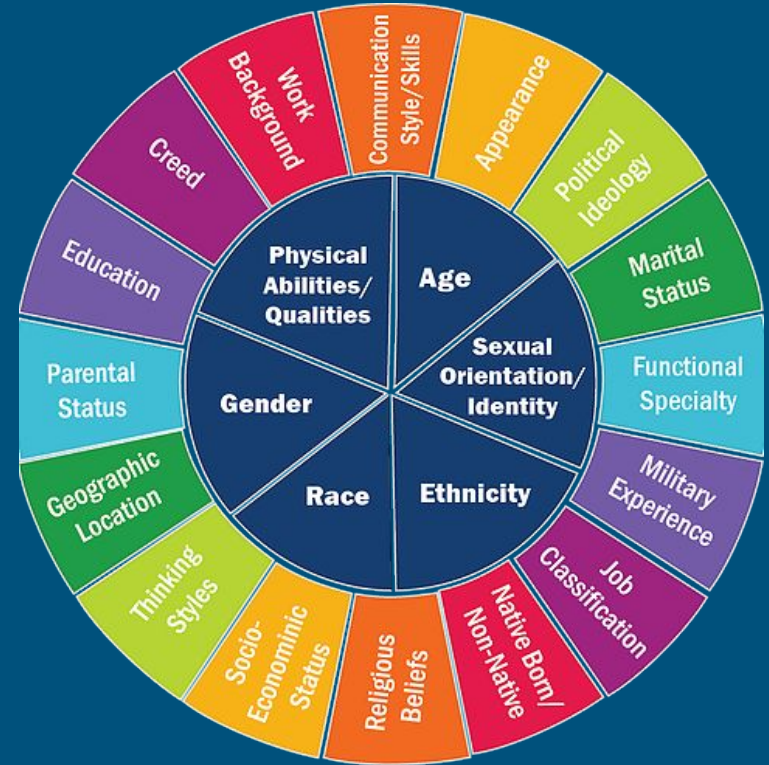 Communication
Style/Skills
Appearance
Political
Ideology
Marital
Status
Functional
Specialty
Military
Experience
Job
Classification
Native Born/
Non-Native
Religious
Beliefs
Socio-
Econominic
Status
Thinking
Styles
Geographic
Location
Parental
Status
Education
Creed
Work
Background
Physical
Abilities/
Qualities
Age
Sexual
Orientation/
Identity
Ethnicity
Race
Gender